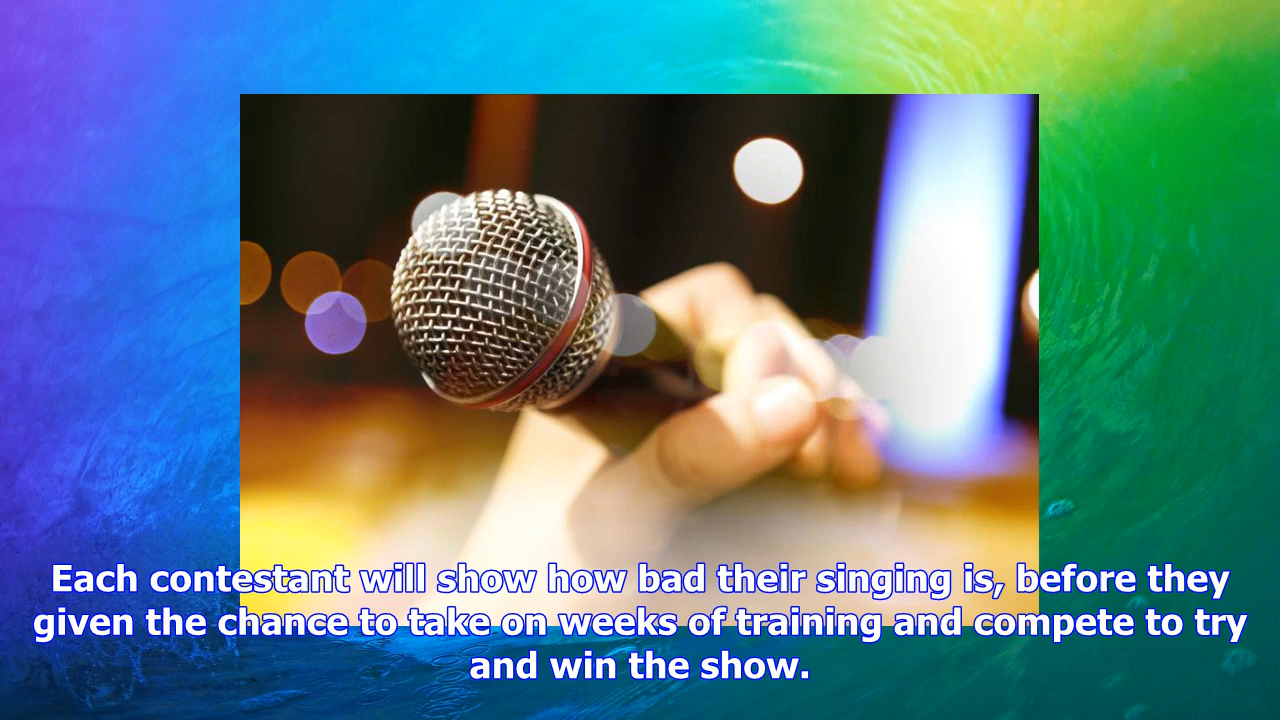 Each contestant will show how bad their singing is, before they
given the chance to take on weeks of training and compete to try
and win the show.